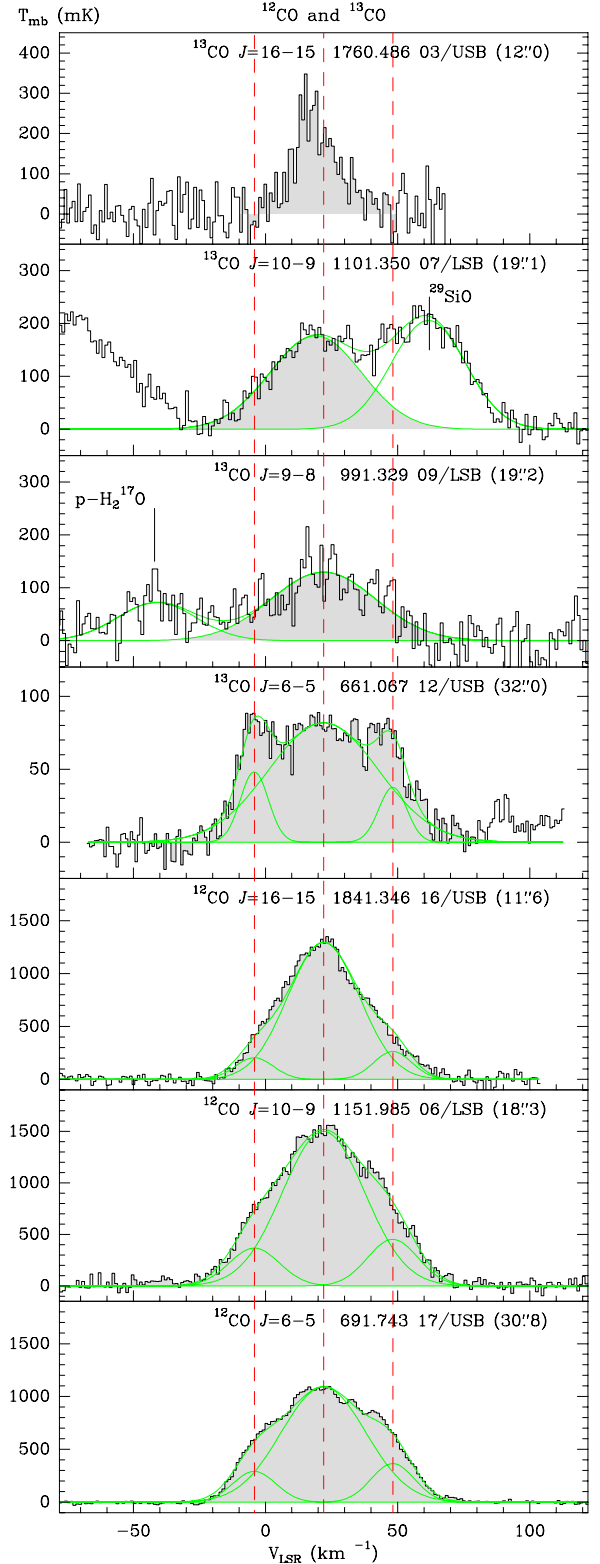 T_mb (mK) ¹²CO and ¹³CO
¹³CO J=16−15 1760.486 03/USB (12."0)
400
300
200
100
0
¹³CO J=10−9 1101.350 07/LSB (19."1)
²⁹SiO
300
200
100
0
¹³CO J=9−8 991.329 09/LSB (19."2)
p−H₂¹⁷O
300
200
100
0
¹³CO J=6−5 661.067 12/USB (32."0)
100
50
0
¹²CO J=16−15 1841.346 16/USB (11."6)
1500
1000
500
0
¹²CO J=10−9 1151.985 06/LSB (18."3)
1500
1000
500
0
¹²CO J=6−5 691.743 17/USB (30."8)
1500
1000
500
0
−50 0 50 100
V_LSR (km ⁻¹)